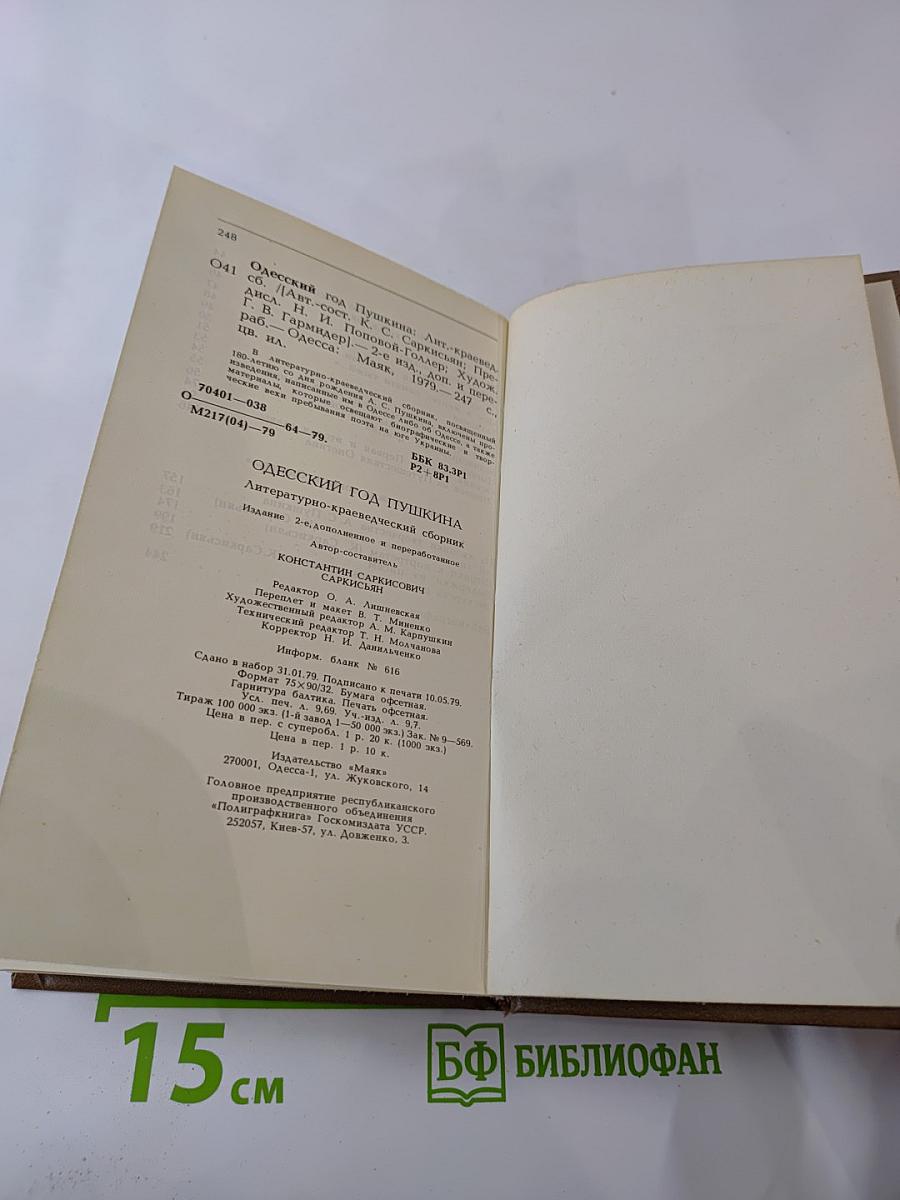 248
О41 Одесский год Пушкина: Лит.-краевед.
сб. /[Авт.-сост. К. С. Саркисьян; Пре-
дисл. Н. И. Поповой-Голлер; Худож.
Г. В. Гармидер].— 2-е изд., доп. и пере-
раб.— Одесса: Маяк, 1979.— 247 с.,
цв. ил.
В литературно-краеведческий сборник, посвященный
180-летию со дня рождения А. С. Пушкина, включены про-
изведения, написанные им в Одессе либо об Одессе, а также
материалы, которые освещают биографические и твор-
ческие вехи пребывания поэта на юге Украины.
О 70401—038
М217(04)—79 64—79.
ББК 83.3Р1
Р2+8Р1
ОДЕССКИЙ ГОД ПУШКИНА
Литературно-краеведческий сборник
Издание 2-е, дополненное и переработанное
Автор-составитель
КОНСТАНТИН САРКИСОВИЧ
САРКИСЬЯН
Редактор О. А. Лишневская
Переплет и макет В. Т. Миненко
Художественный редактор А. М. Карпушкин
Технический редактор Т. Н. Молчанова
Корректор Н. И. Данильченко
Информ. бланк № 616
Сдано в набор 31.01.79. Подписано к печати 10.05.79.
Формат 75×90/32. Бумага офсетная.
Гарнитура балтика. Печать офсетная.
Усл. печ. л. 9,69. Уч.-изд. л. 9,7.
Тираж 100 000 экз. (1-й завод 1—50 000 экз.) Зак. № 9—569.
Цена в пер. с суперобл. 1 р. 20 к. (1000 экз.)
Цена в пер. 1 р. 10 к.
Издательство «Маяк»
270001, Одесса-1, ул. Жуковского, 14
Головное предприятие республиканского
производственного объединения
«Полиграфкнига» Госкомиздата УССР.
252057, Киев-57, ул. Довженко, 3.
15 см
БФ БИБЛИОФАН